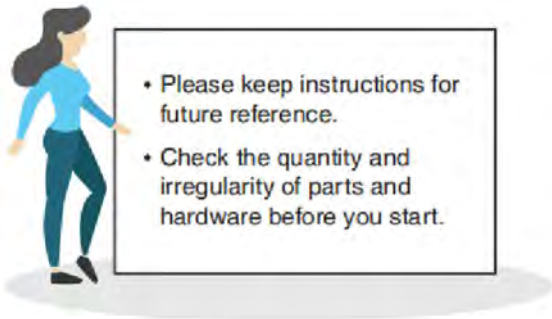 • Please keep instructions for
future reference.
• Check the quantity and
irregularity of parts and
hardware before you start.